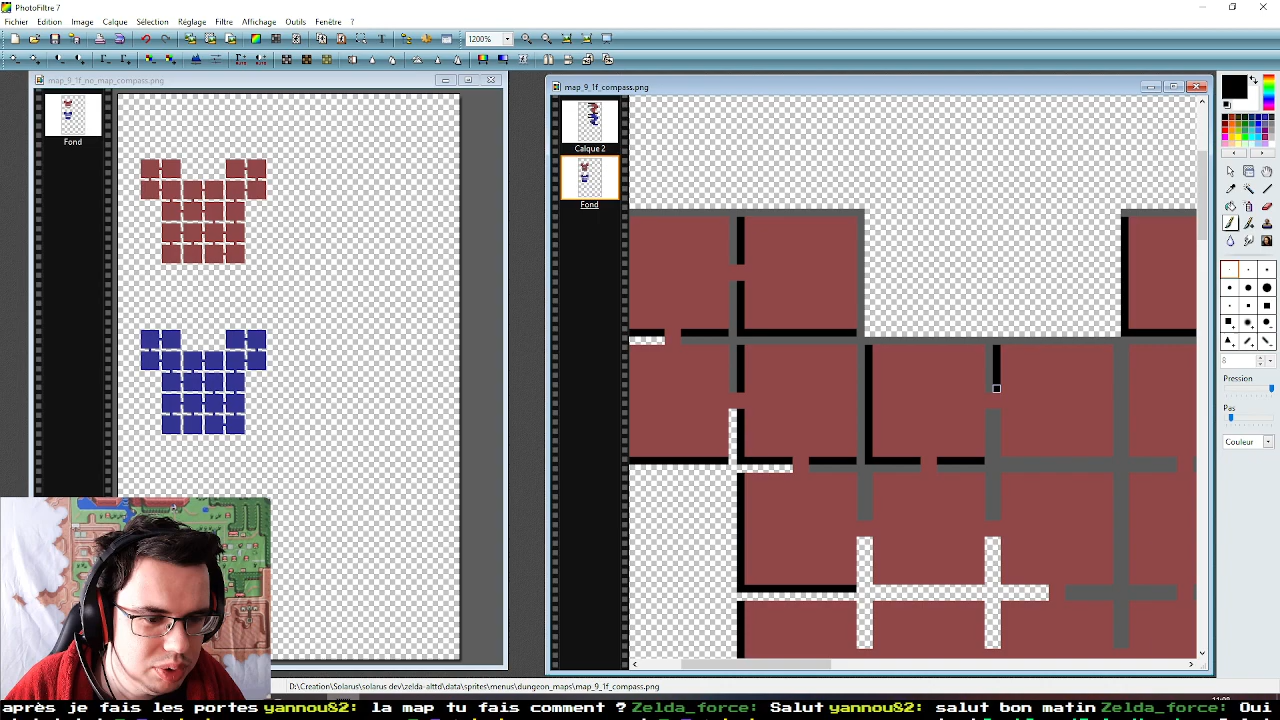 PhotoFiltre 7
Fichier Edition Image Calque Sélection Réglage Filtre Affichage Outils Fenêtre ?
1200%
map_9_1f_no_map_compass.png
map_9_1f_compass.png
Fond
Calque 2
Fond
8
Pression
Pas
Couleur
D:\Creation\Solarus\solarus dev\zelda-alttd\data\sprites\menus\dungeon_maps\map_9_1f_compass.png
après je fais les portes yannou82: la map tu fais comment ? Zelda_force: Salut yannou82: salut bon matin Zelda_force: Oui